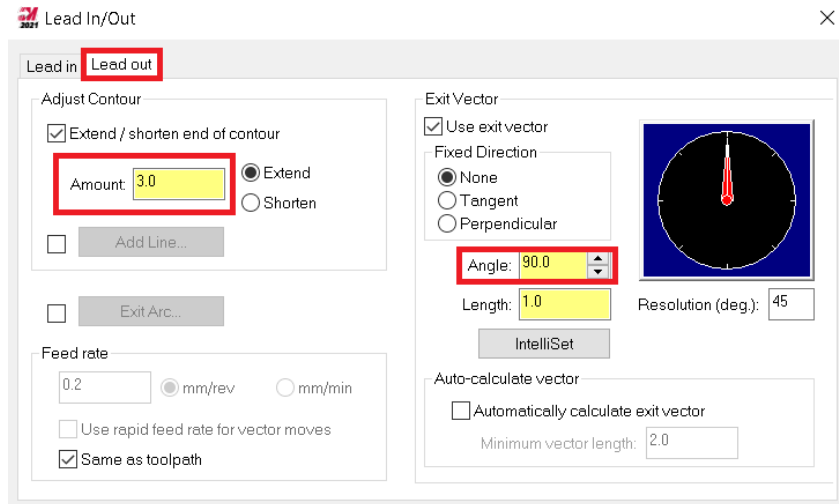 2021 Lead In/Out
Lead in Lead out
Adjust Contour
Extend / shorten end of contour
Amount: 3.0
Extend
Shorten
Add Line...
Exit Arc...
Feed rate
0.2 mm/rev mm/min
Use rapid feed rate for vector moves
Same as toolpath
Exit Vector
Use exit vector
Fixed Direction
None
Tangent
Perpendicular
Angle: 90.0
Length: 1.0 Resolution (deg.): 45
IntelliSet
Auto-calculate vector
Automatically calculate exit vector
Minimum vector length: 2.0